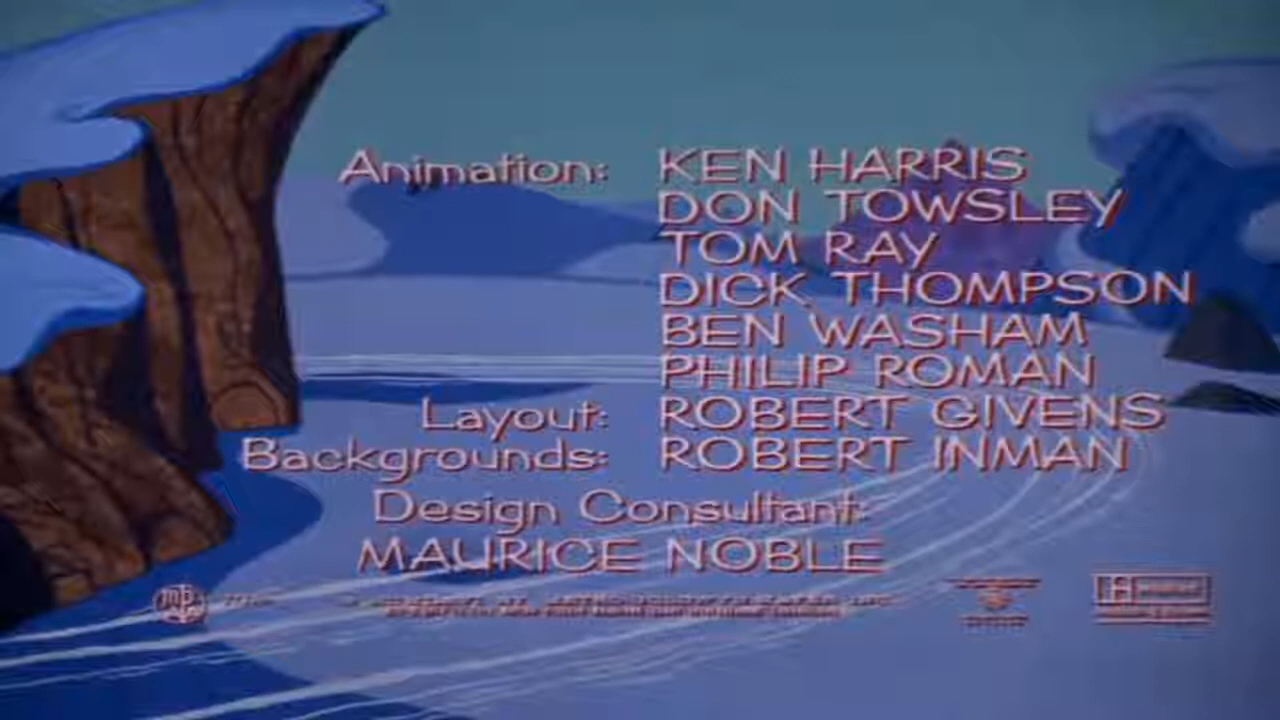 Animation: KEN HARRIS
DON TOWSLEY
TOM RAY
DICK THOMPSON
BEN WASHAM
PHILIP ROMAN
Layout: ROBERT GIVENS
Backgrounds: ROBERT INMAN
Design Consultant:
MAURICE NOBLE